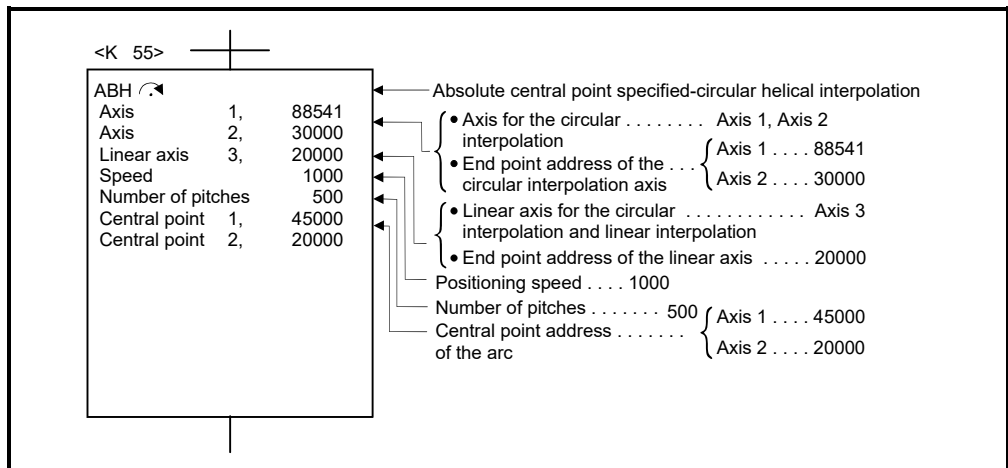 <K 55>
ABH
Axis 1, 88541
Axis 2, 30000
Linear axis 3, 20000
Speed 1000
Number of pitches 500
Central point 1, 45000
Central point 2, 20000
Absolute central point specified-circular helical interpolation
• Axis for the circular . . . . . . . . Axis 1, Axis 2
interpolation
• End point address of the . . .
circular interpolation axis
Axis 1 . . . . 88541
Axis 2 . . . . 30000
• Linear axis for the circular . . . . . . . . . . . . Axis 3
interpolation and linear interpolation
• End point address of the linear axis . . . . . 20000
Positioning speed . . . . 1000
Number of pitches . . . . . . . 500
Central point address . . . . . . .
of the arc
Axis 1 . . . . 45000
Axis 2 . . . . 20000